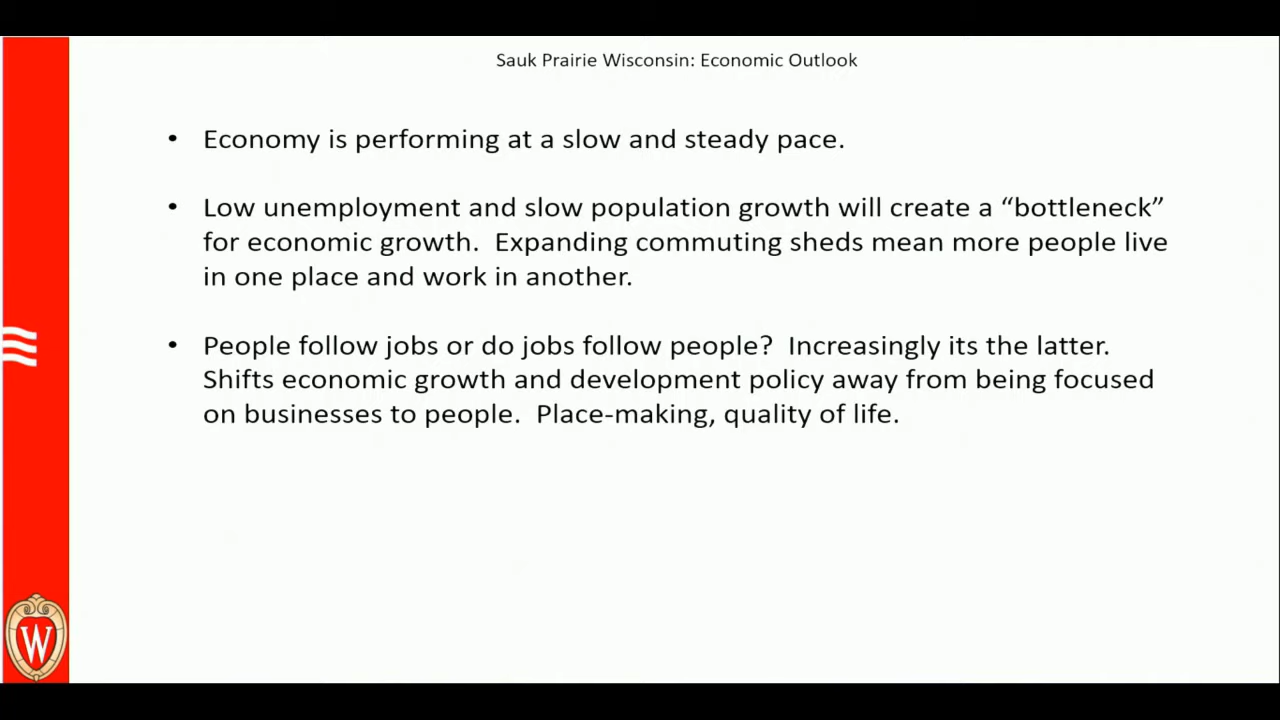 Sauk Prairie Wisconsin: Economic Outlook
• Economy is performing at a slow and steady pace.
• Low unemployment and slow population growth will create a “bottleneck”
for economic growth.  Expanding commuting sheds mean more people live
in one place and work in another.
• People follow jobs or do jobs follow people?  Increasingly its the latter.
Shifts economic growth and development policy away from being focused
on businesses to people.  Place-making, quality of life.
W